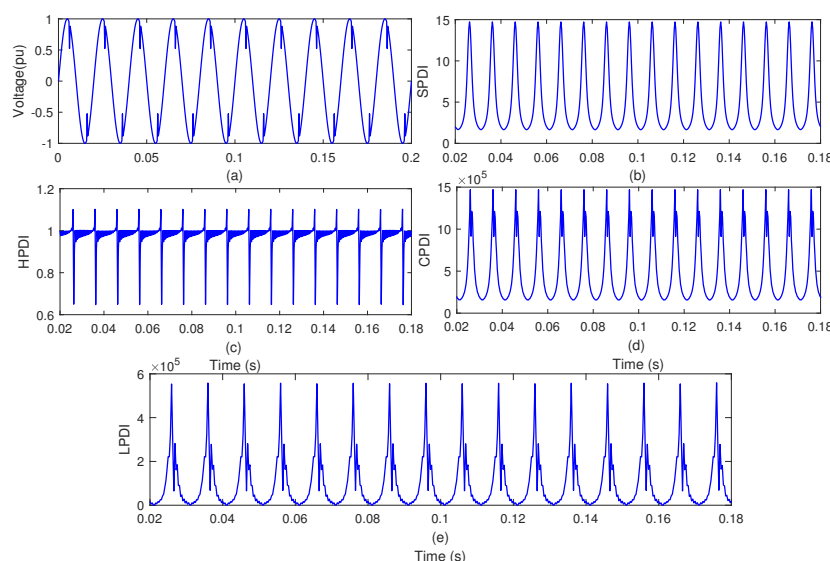 1
0.5
0
-0.5
-1
Voltage(pu)
0 0.05 0.1 0.15 0.2
(a)
15
10
5
0
SPDI
0.02 0.04 0.06 0.08 0.1 0.12 0.14 0.16 0.18
(b)
1.2
1
0.8
0.6
HPDI
0.02 0.04 0.06 0.08 0.1 0.12 0.14 0.16 0.18
(c)
Time (s)
×10⁵
15
10
5
0
CPDI
0.02 0.04 0.06 0.08 0.1 0.12 0.14 0.16 0.18
(d)
Time (s)
×10⁵
6
4
2
0
LPDI
0.02 0.04 0.06 0.08 0.1 0.12 0.14 0.16 0.18
(e)
Time (s)